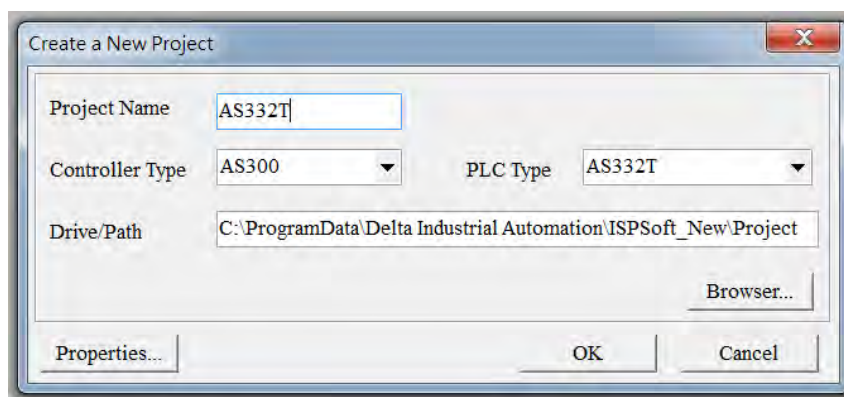 Create a New Project
Project Name AS332T
Controller Type AS300 PLC Type AS332T
Drive/Path C:\ProgramData\Delta Industrial Automation\ISPSoft_New\Project
Browser...
Properties... OK Cancel